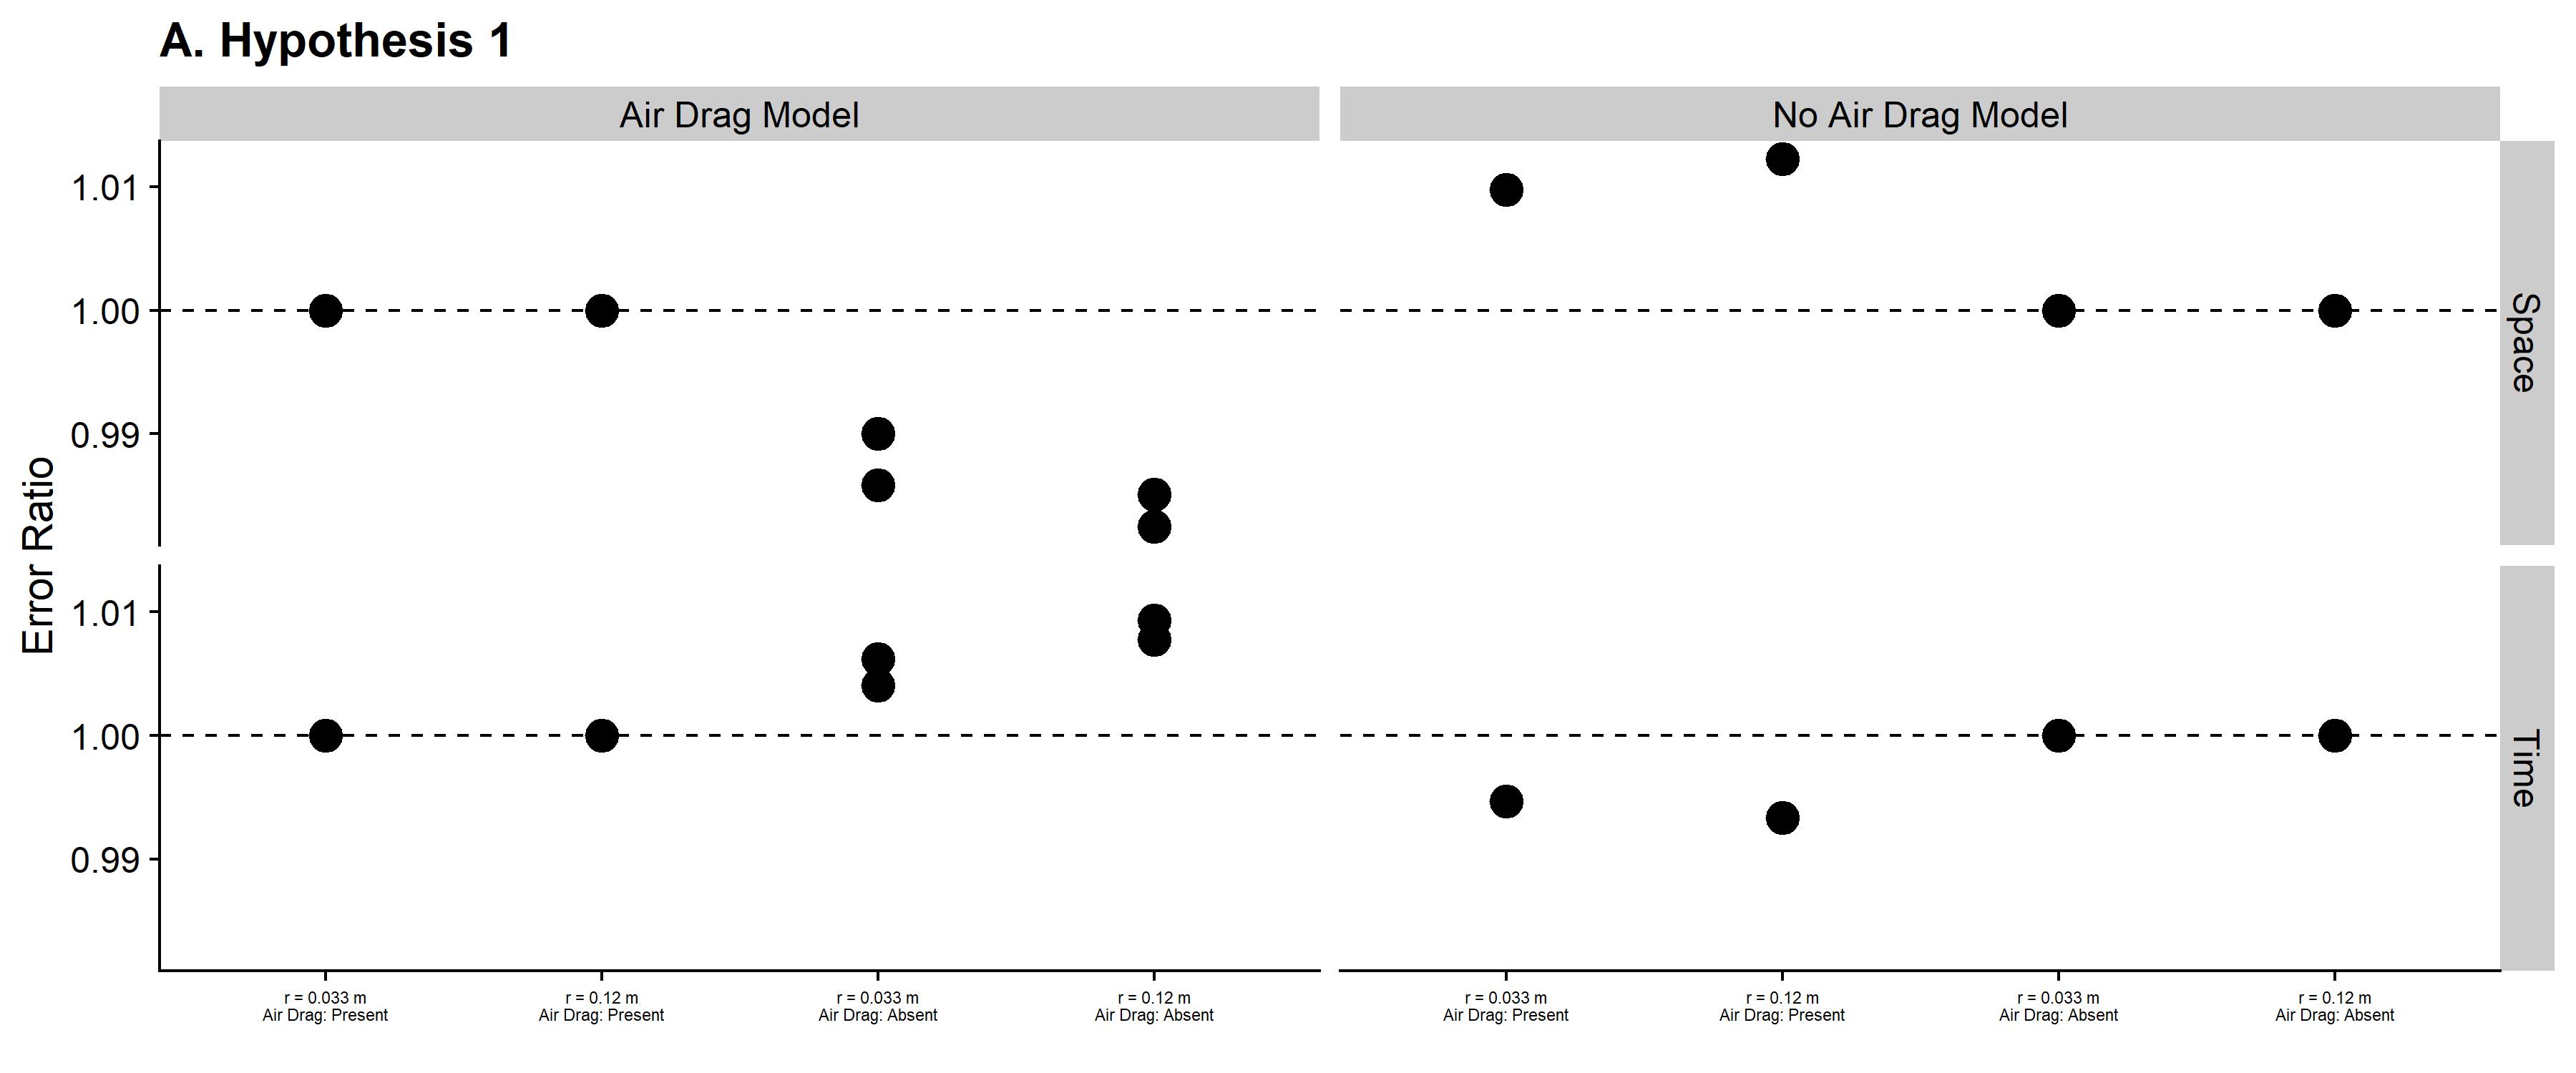 A. Hypothesis 1
Air Drag Model
No Air Drag Model
1.01
1.00
0.99
Space
Error Ratio
1.01
1.00
0.99
Time
r = 0.033 m
Air Drag: Present
r = 0.12 m
Air Drag: Present
r = 0.033 m
Air Drag: Absent
r = 0.12 m
Air Drag: Absent
r = 0.033 m
Air Drag: Present
r = 0.12 m
Air Drag: Present
r = 0.033 m
Air Drag: Absent
r = 0.12 m
Air Drag: Absent